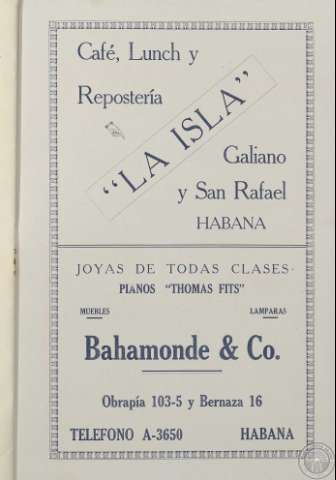 Café, Lunch y
Repostería
"LA ISLA"
Galiano
y San Rafael
HABANA
JOYAS DE TODAS CLASES
PIANOS "THOMAS FITS"
MUEBLES LAMPARAS
Bahamonde & Co.
Obrapía 103-5 y Bernaza 16
TELEFONO A-3650 HABANA